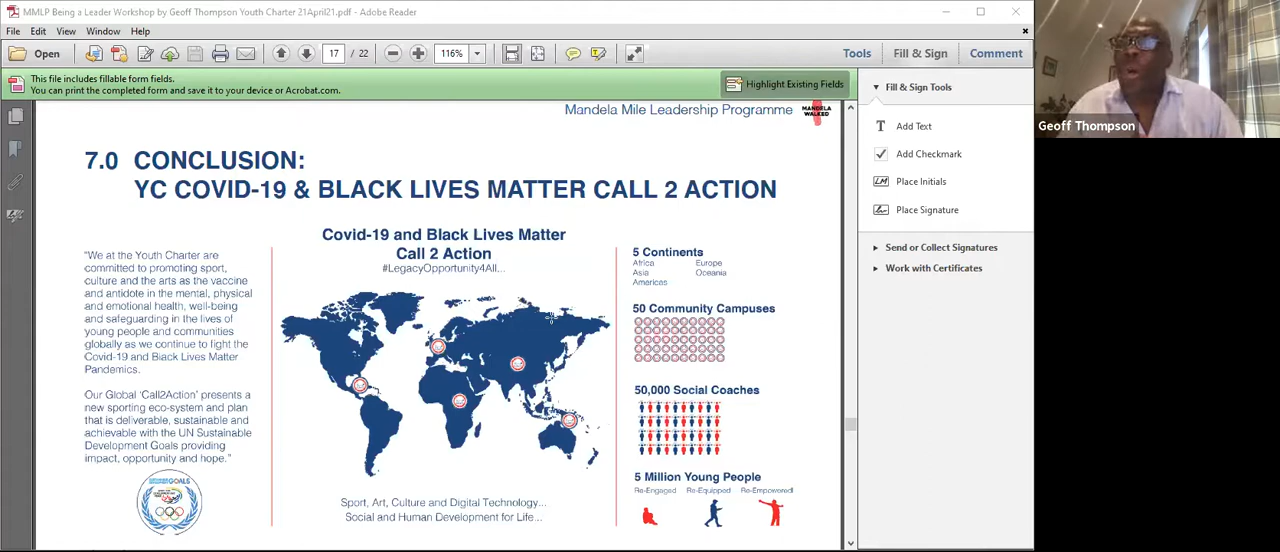 MMLP Being a Leader Workshop by Geoff Thompson Youth Charter 21April21.pdf - Adobe Reader
File Edit View Window Help
Open 17 / 22 116% Tools Fill & Sign Comment
This file includes fillable form fields.
You can print the completed form and save it to your device or Acrobat.com.
Highlight Existing Fields
Mandela Mile Leadership Programme
MANDELA
WALKED
7.0 CONCLUSION:
YC COVID-19 & BLACK LIVES MATTER CALL 2 ACTION
"We at the Youth Charter are
committed to promoting sport,
culture and the arts as the vaccine
and antidote in the mental, physical
and emotional health, well-being
and safeguarding in the lives of
young people and communities
globally as we continue to fight the
Covid-19 and Black Lives Matter
Pandemics.
Our Global 'Call2Action' presents a
new sporting eco-system and plan
that is deliverable, sustainable and
achievable with the UN Sustainable
Development Goals providing
impact, opportunity and hope."
Covid-19 and Black Lives Matter
Call 2 Action
#LegacyOpportunity4All...
Sport, Art, Culture and Digital Technology...
Social and Human Development for Life...
5 Continents
Africa Europe
Asia Oceania
Americas
50 Community Campuses
50,000 Social Coaches
5 Million Young People
Re-Engaged Re-Equipped Re-Empowered!
Fill & Sign Tools
Add Text
Add Checkmark
Place Initials
Place Signature
Send or Collect Signatures
Work with Certificates
Geoff Thompson